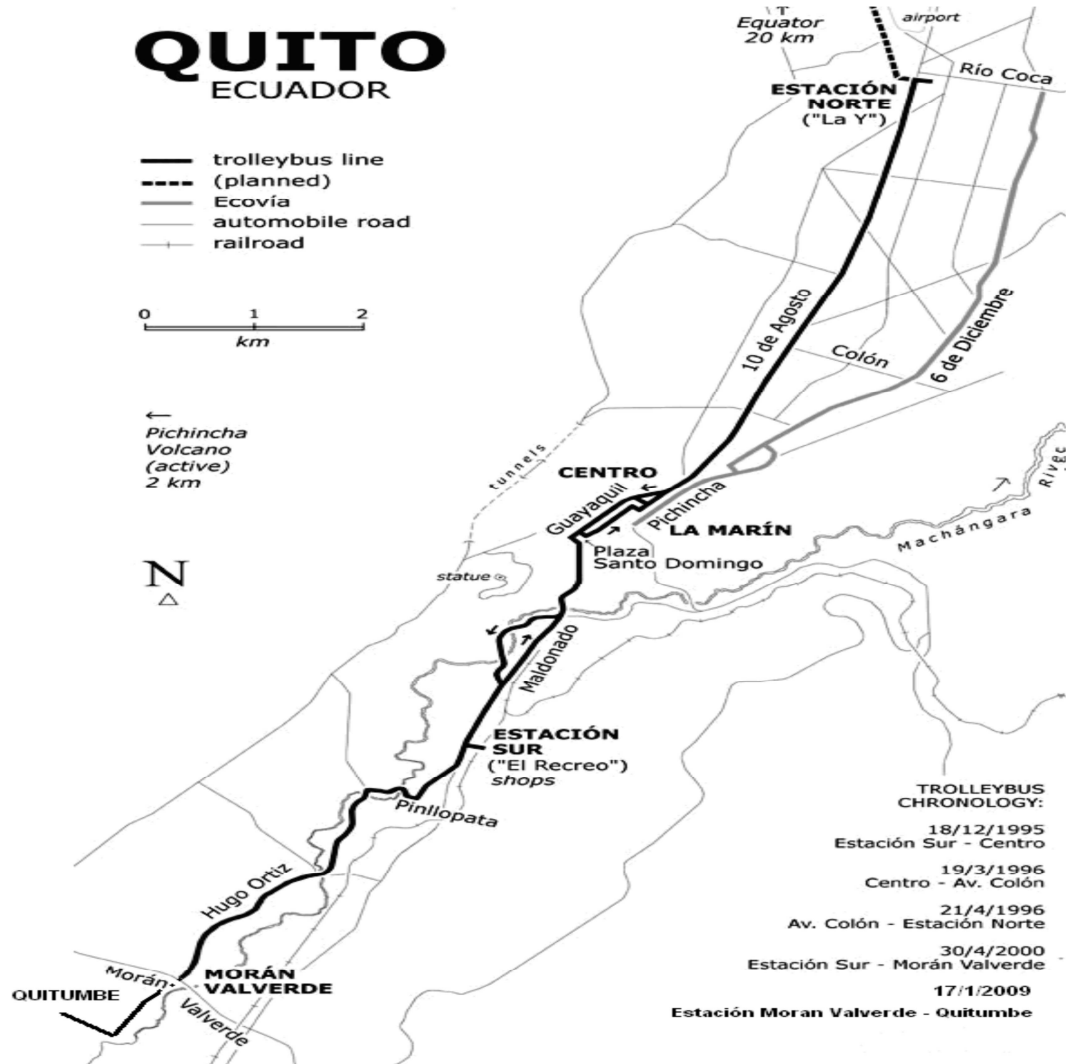 QUITO
ECUADOR
trolleybus line
(planned)
Ecovía
automobile road
railroad
0 1 2
km
←
Pichincha
Volcano
(active)
2 km
N
↑
Equator
20 km
airport
ESTACIÓN
NORTE
("La Y")
Río Coca
10 de Agosto
Colón
6 de Diciembre
tunnels
CENTRO
Guayaquil
Pichincha
LA MARÍN
Plaza
Santo Domingo
Machángara
Rivec
statue
Maldonado
ESTACIÓN
SUR
("El Recreo")
shops
Pinllopata
Hugo Ortiz
MORÁN
VALVERDE
Morán
Valverde
QUITUMBE
TROLLEYBUS
CHRONOLOGY:
18/12/1995
Estación Sur - Centro
19/3/1996
Centro - Av. Colón
21/4/1996
Av. Colón - Estación Norte
30/4/2000
Estación Sur - Morán Valverde
17/1/2009
Estación Moran Valverde - Quitumbe